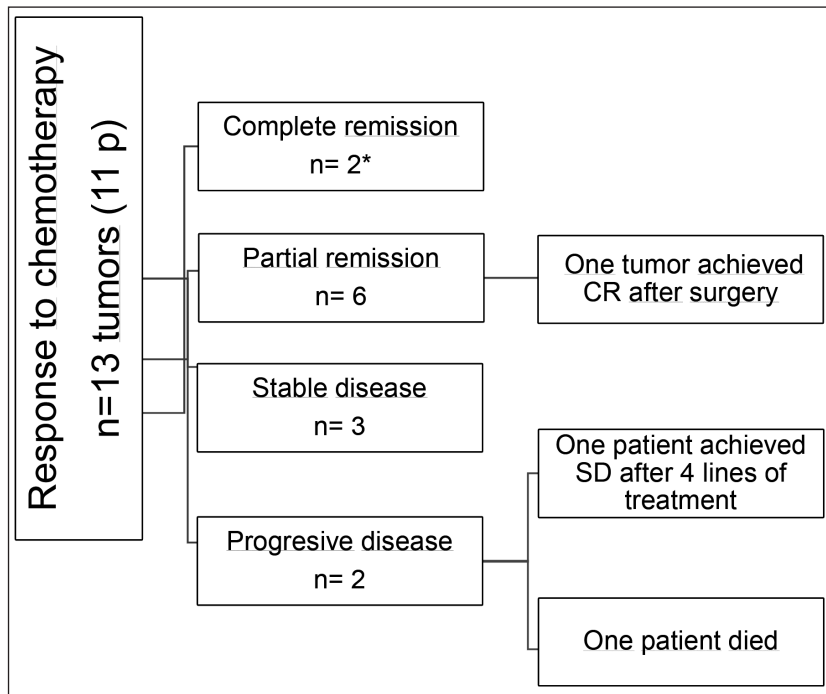 Response to chemotherapy
n=13 tumors (11 p)
Complete remission
n= 2*
Partial remission
n= 6
One tumor achieved
CR after surgery
Stable disease
n= 3
Progresive disease
n= 2
One patient achieved
SD after 4 lines of
treatment
One patient died